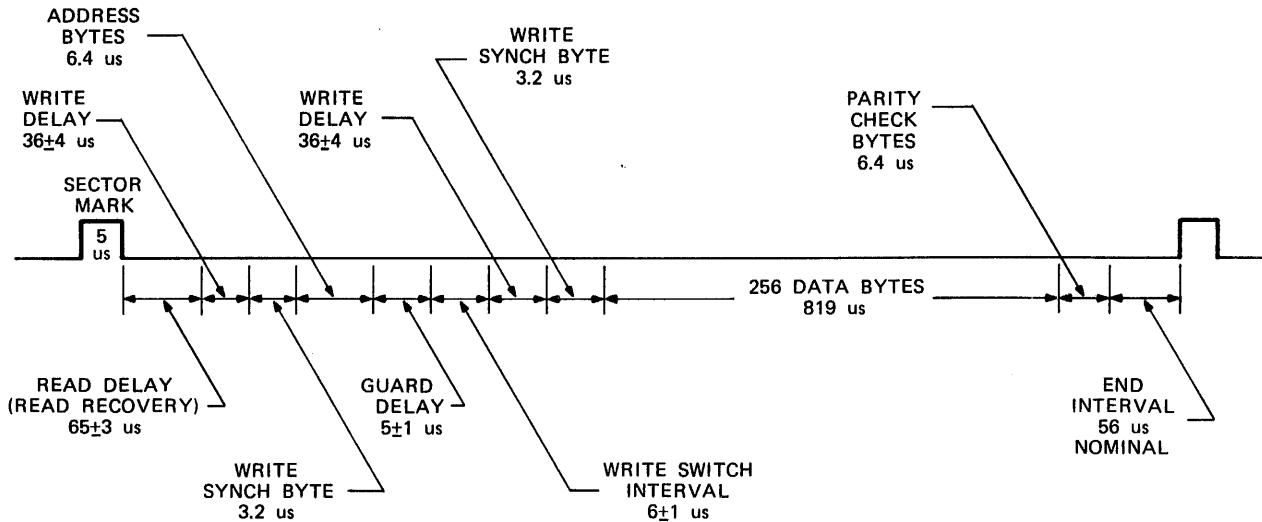 ADDRESS
BYTES
6.4 us
WRITE
SYNCH BYTE
3.2 us
WRITE
DELAY
36±4 us
WRITE
DELAY
36±4 us
PARITY
CHECK
BYTES
6.4 us
SECTOR
MARK
5
us
256 DATA BYTES
819 us
READ DELAY
(READ RECOVERY)
65±3 us
GUARD
DELAY
5±1 us
END
INTERVAL
56 us
NOMINAL
WRITE
SYNCH BYTE
3.2 us
WRITE SWITCH
INTERVAL
6±1 us